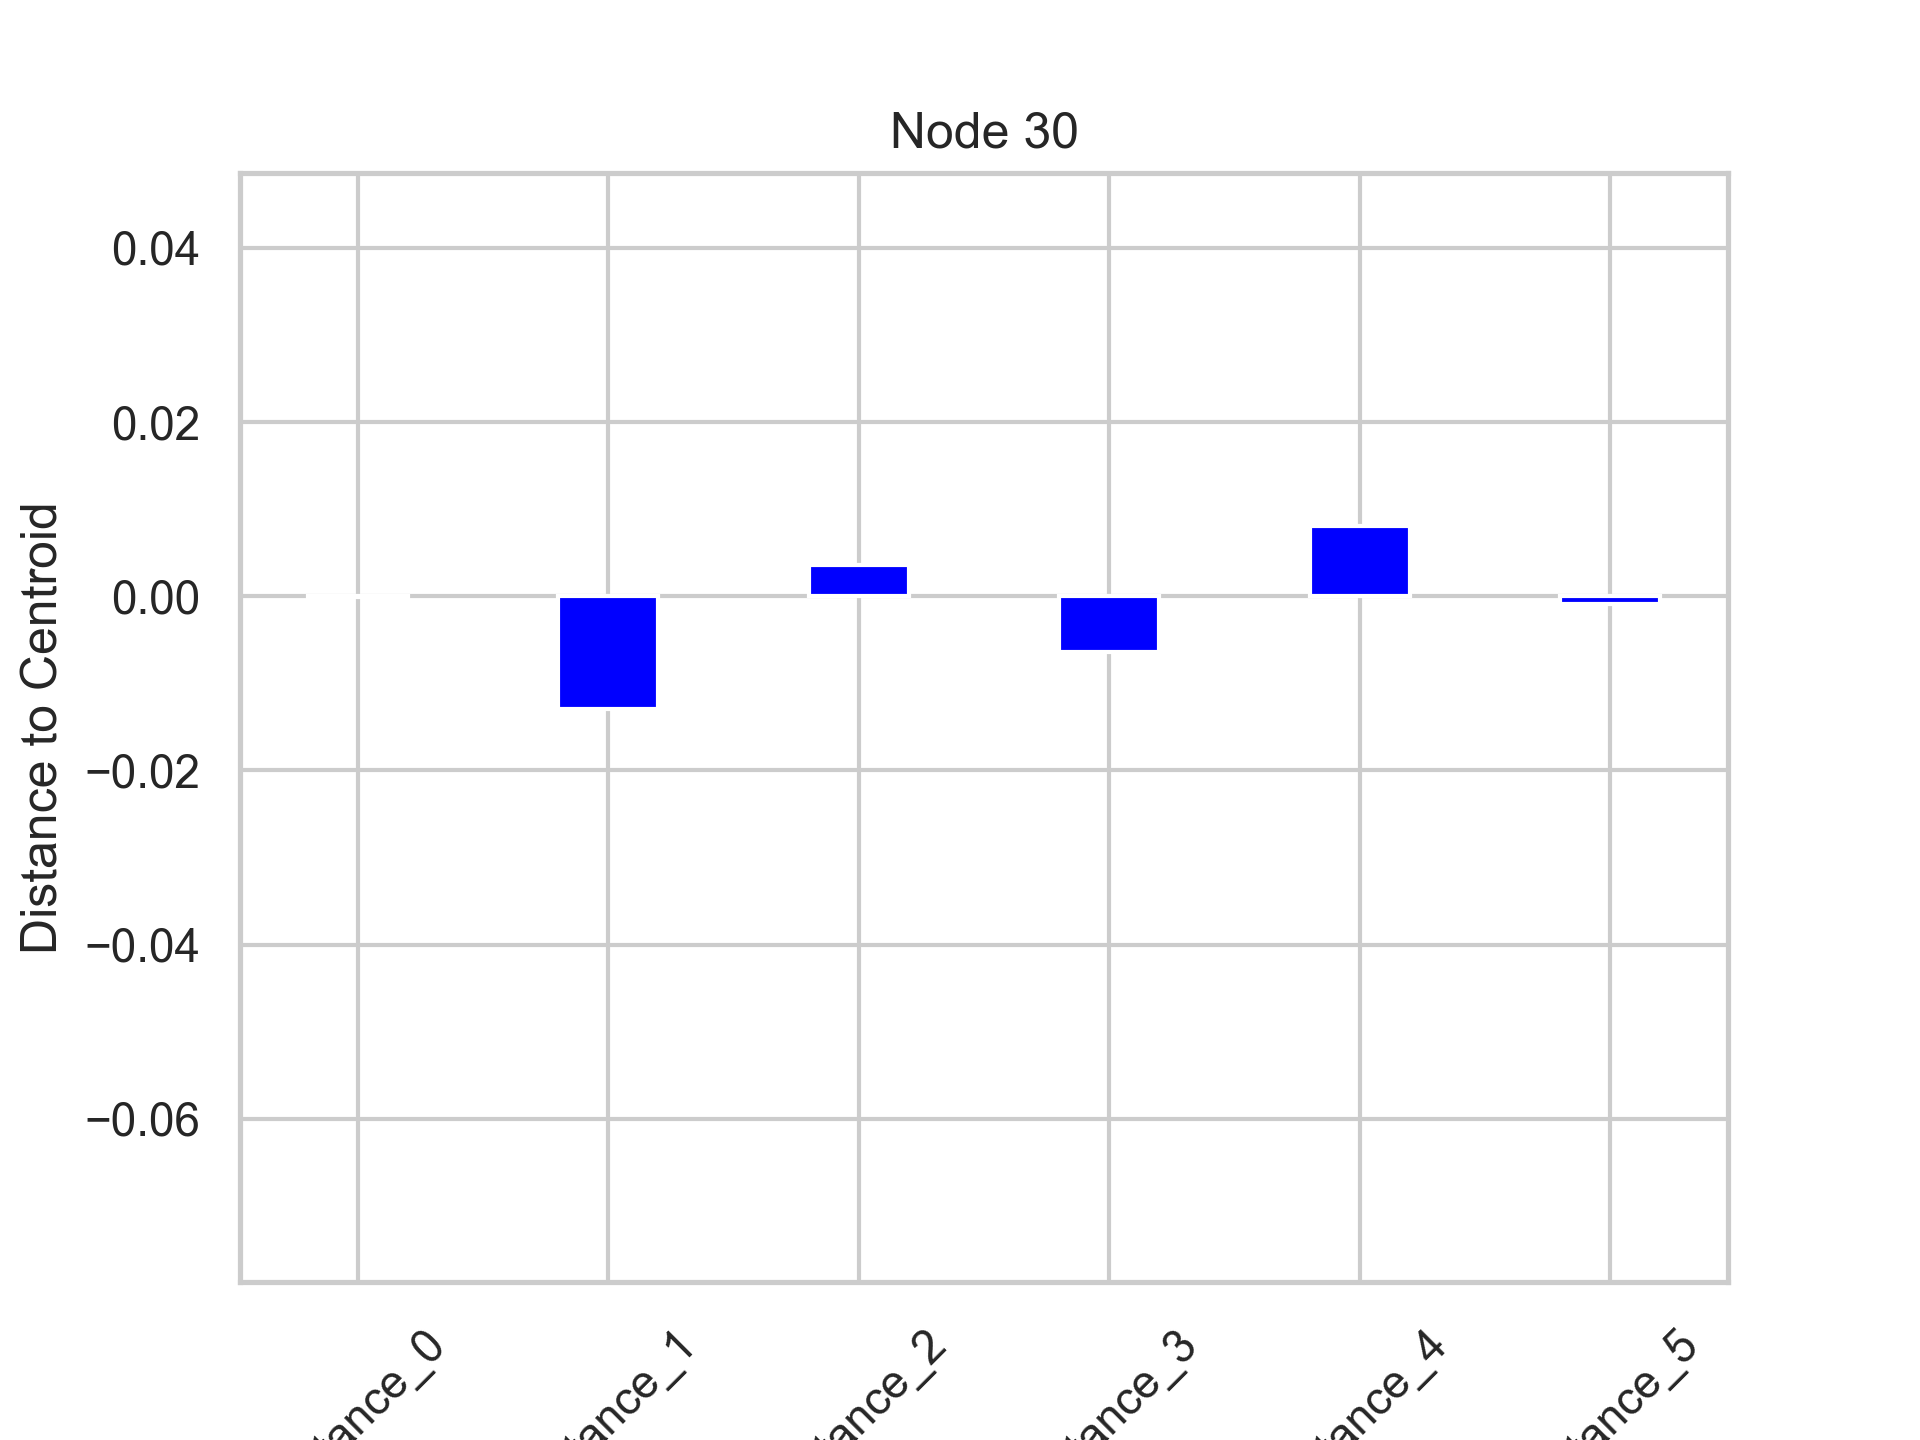 Node 30
Distance to Centroid
0.04
0.02
0.00
−0.02
−0.04
−0.06
tance_0
tance_1
tance_2
tance_3
tance_4
tance_5